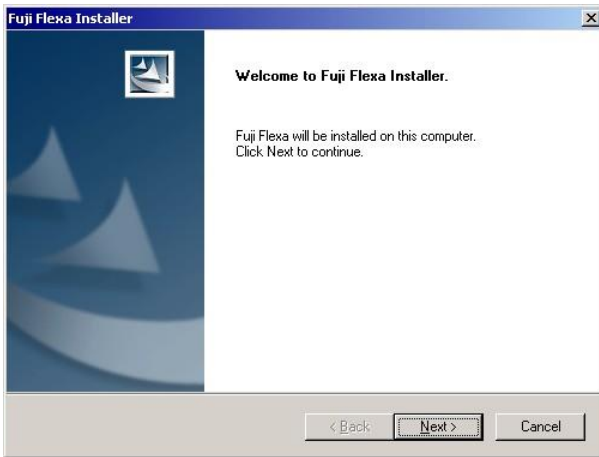 Fuji Flexa Installer
Welcome to Fuji Flexa Installer.
Fuji Flexa will be installed on this computer.
Click Next to continue.
< Back
Next >
Cancel